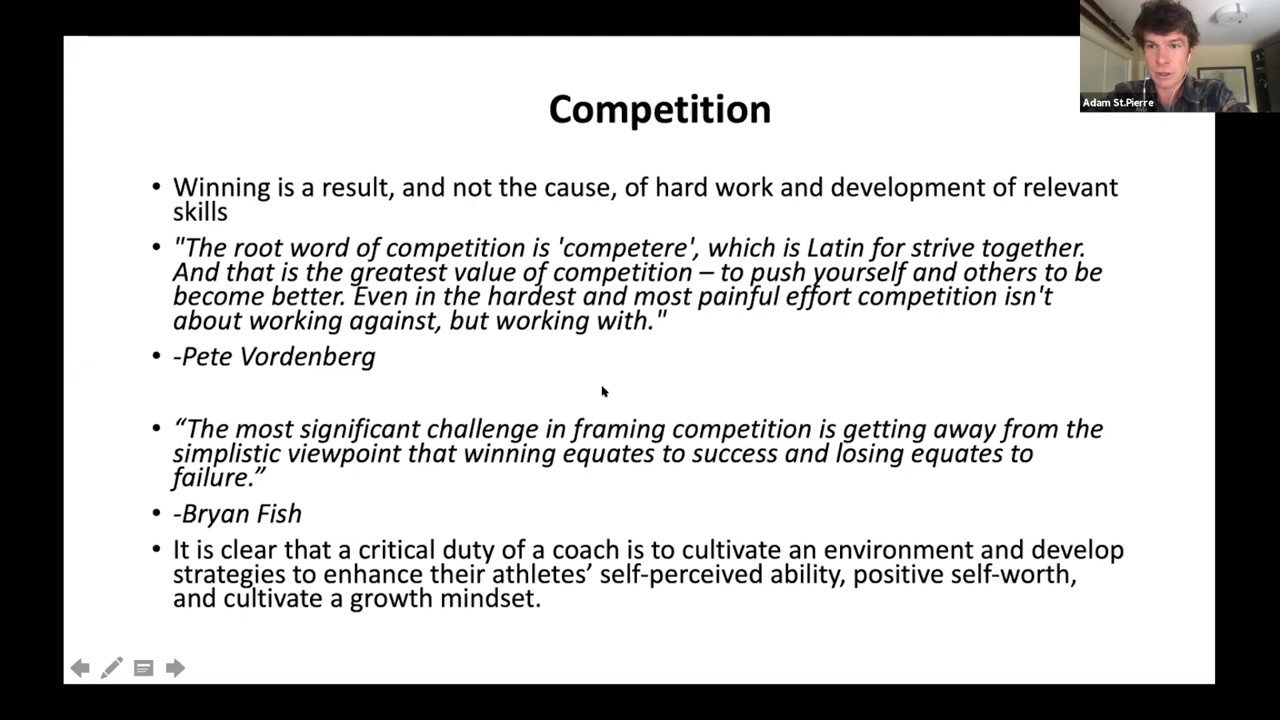 Adam St.Pierre
Competition
• Winning is a result, and not the cause, of hard work and development of relevant
skills
• "The root word of competition is 'competere', which is Latin for strive together.
And that is the greatest value of competition – to push yourself and others to be
become better. Even in the hardest and most painful effort competition isn't
about working against, but working with."
• -Pete Vordenberg
• “The most significant challenge in framing competition is getting away from the
simplistic viewpoint that winning equates to success and losing equates to
failure.”
• -Bryan Fish
• It is clear that a critical duty of a coach is to cultivate an environment and develop
strategies to enhance their athletes’ self-perceived ability, positive self-worth,
and cultivate a growth mindset.